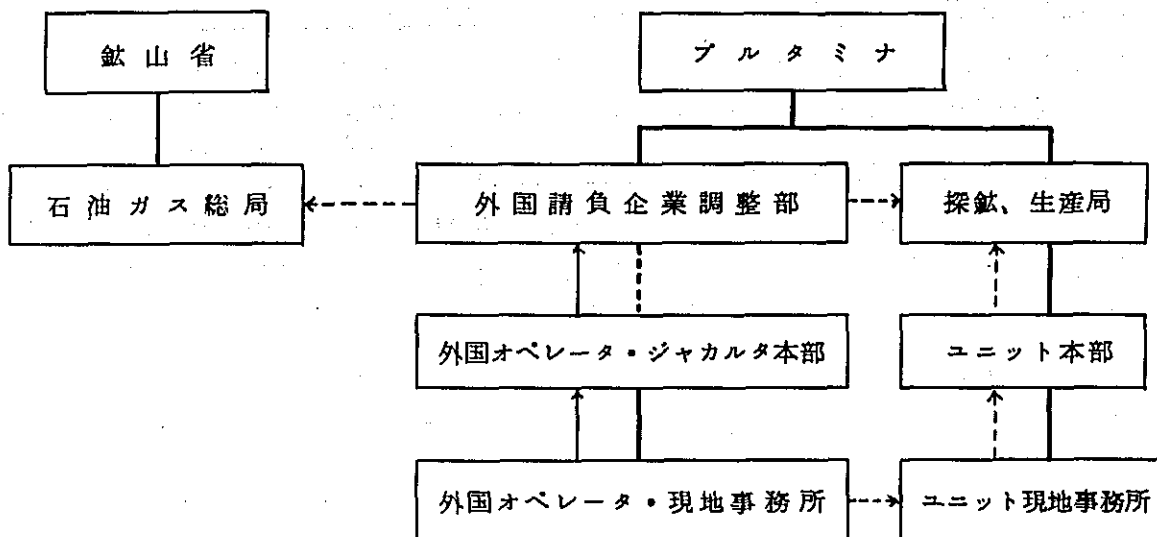 鉱山省
プルタミナ
石油ガス総局
外国請負企業調整部
探鉱、生産局
外国オペレータ・ジャカルタ本部
ユニット本部
外国オペレータ・現地事務所
ユニット現地事務所